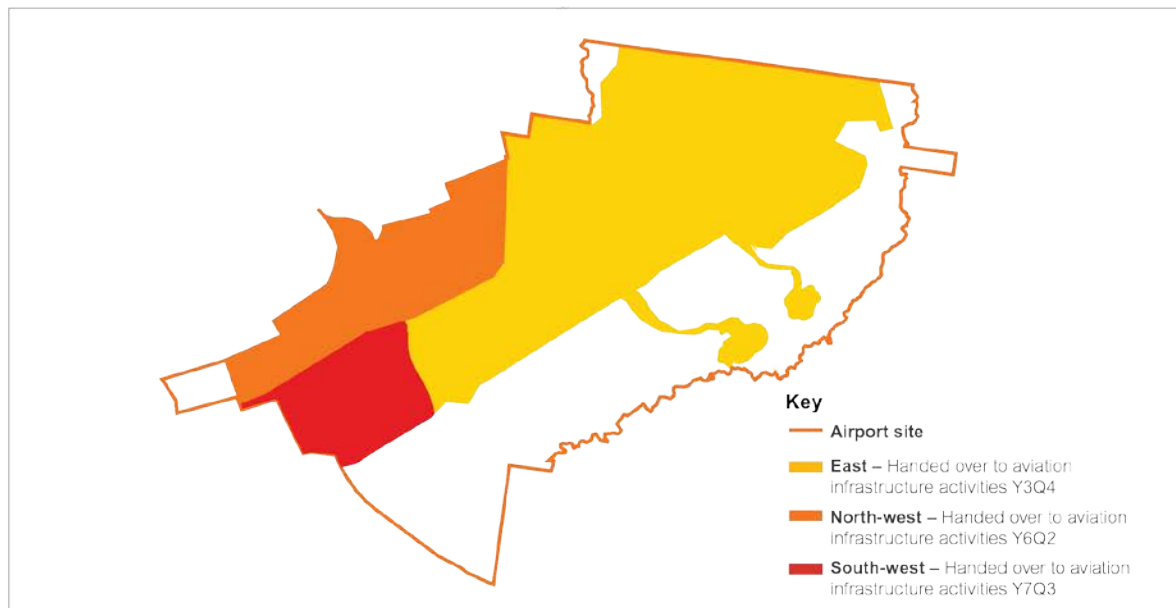 Key
Airport site
East – Handed over to aviation
infrastructure activities Y3Q4
North-west – Handed over to aviation
infrastructure activities Y6Q2
South-west – Handed over to aviation
infrastructure activities Y7Q3